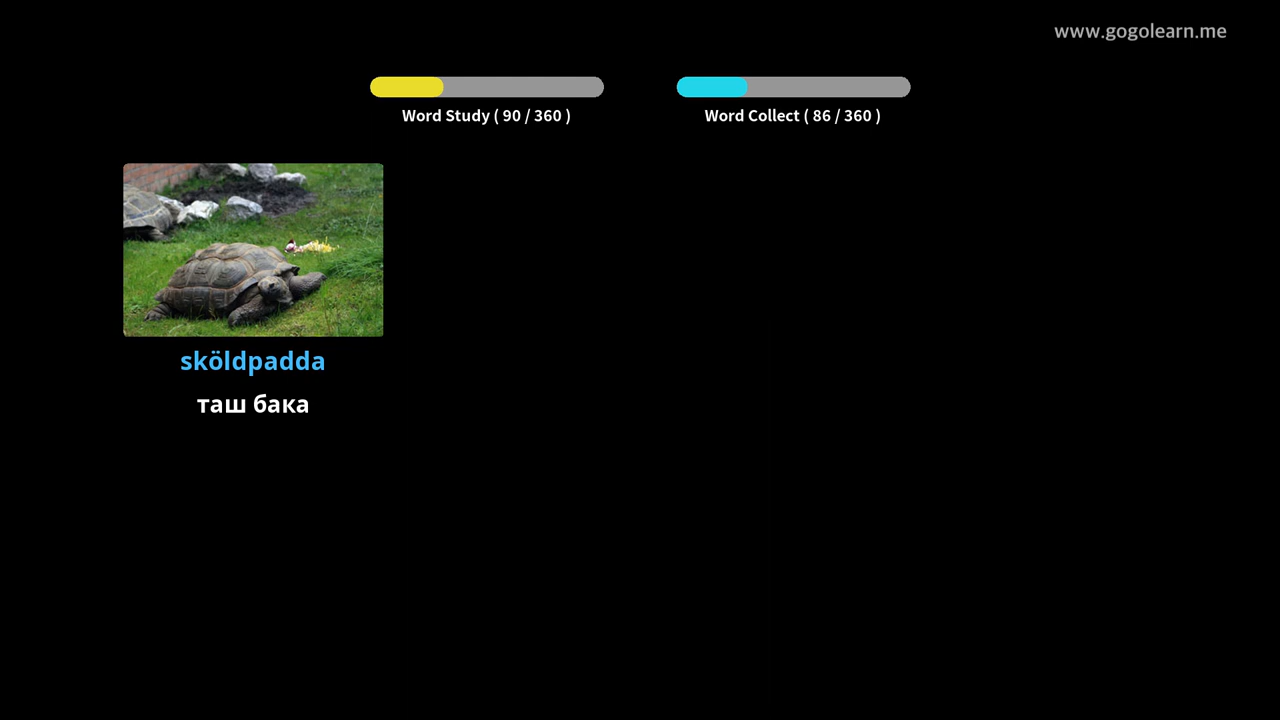 www.gogolearn.me
Word Study ( 90 / 360 )
Word Collect ( 86 / 360 )
sköldpadda
таш бака